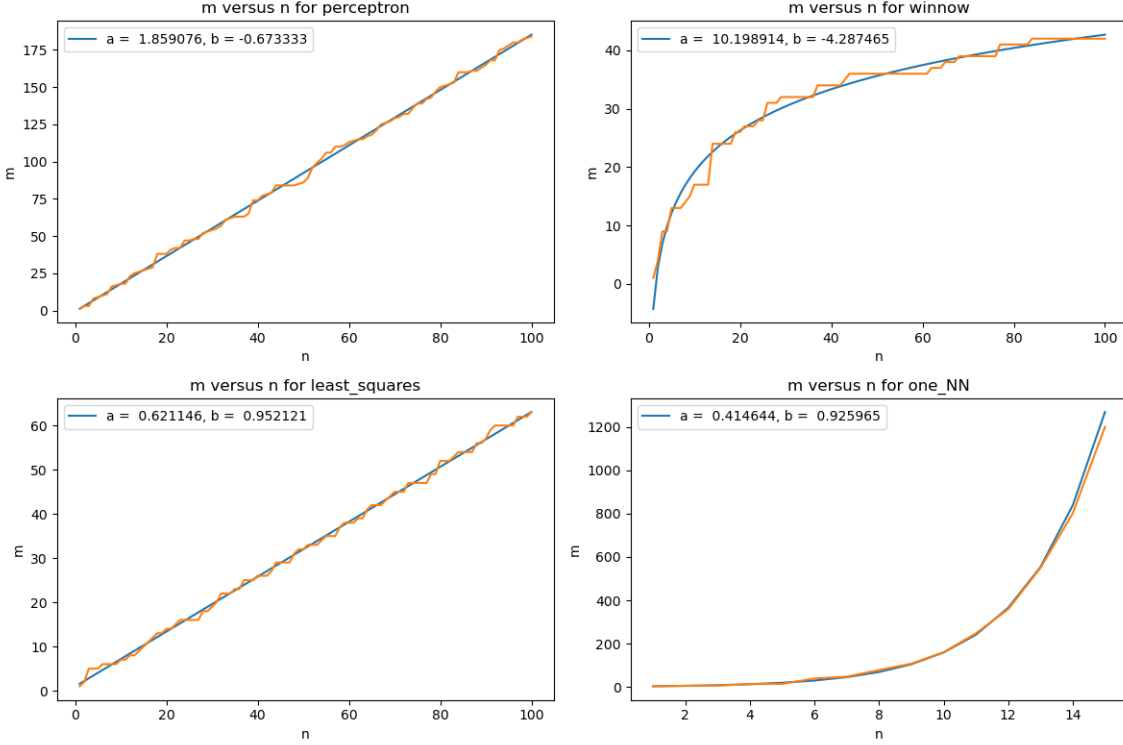 m versus n for perceptron
a =  1.859076, b = -0.673333
m
175
150
125
100
75
50
25
0
0 20 40 60 80 100
n
m versus n for winnow
a =  10.198914, b = -4.287465
m
40
30
20
10
0
0 20 40 60 80 100
n
m versus n for least_squares
a =  0.621146, b =  0.952121
m
60
50
40
30
20
10
0
0 20 40 60 80 100
n
m versus n for one_NN
a =  0.414644, b =  0.925965
m
1200
1000
800
600
400
200
0
2 4 6 8 10 12 14
n